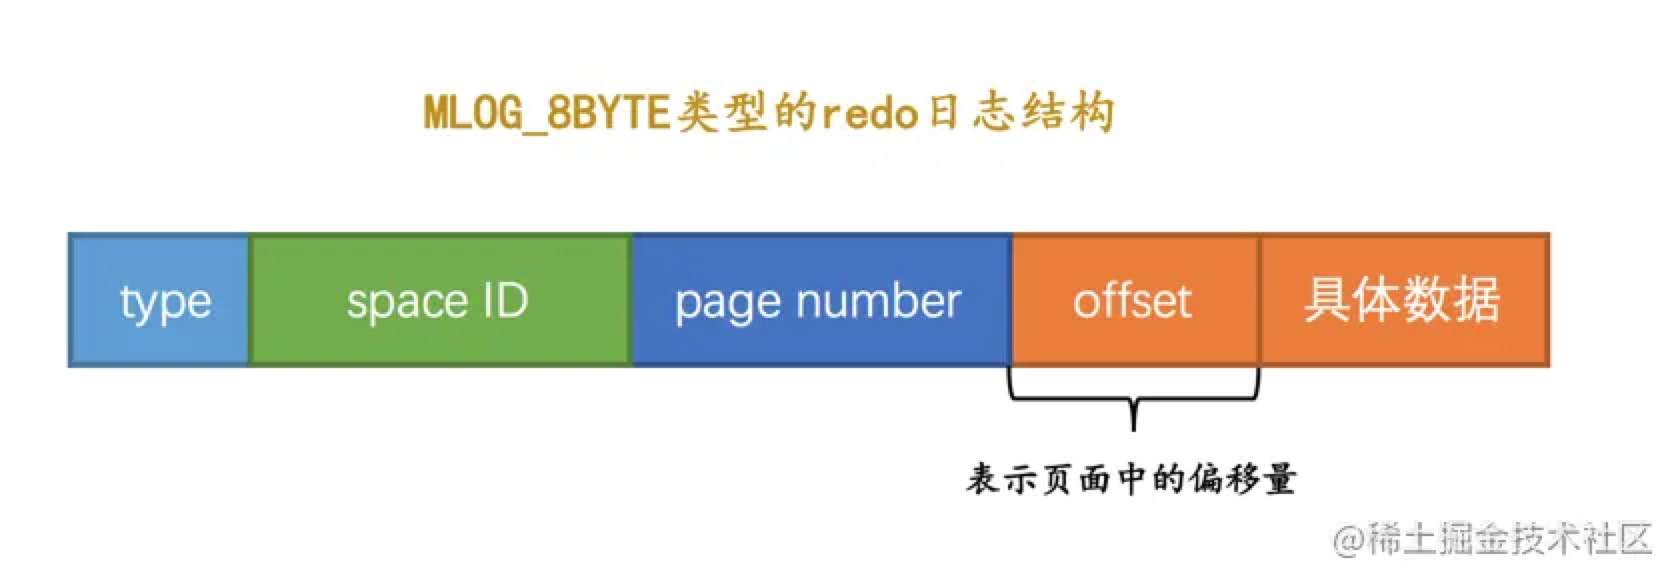 MLOG_8BYTE类型的redo日志结构
type space ID page number offset 具体数据
表示页面中的偏移量
@稀土掘金技术社区